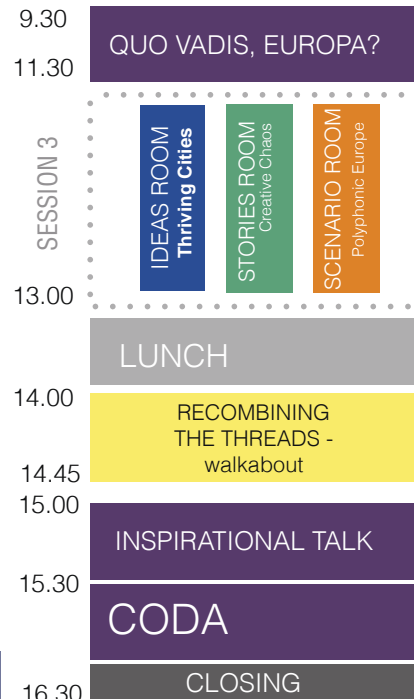 9.30
QUO VADIS, EUROPA?
11.30
SESSION 3
IDEAS ROOM
Thriving Cities
STORIES ROOM
Creative Chaos
SCENARIO ROOM
Polyphonic Europe
13.00
LUNCH
14.00
RECOMBINING
THE THREADS -
walkabout
14.45
15.00
INSPIRATIONAL TALK
15.30
CODA
CLOSING
16.30